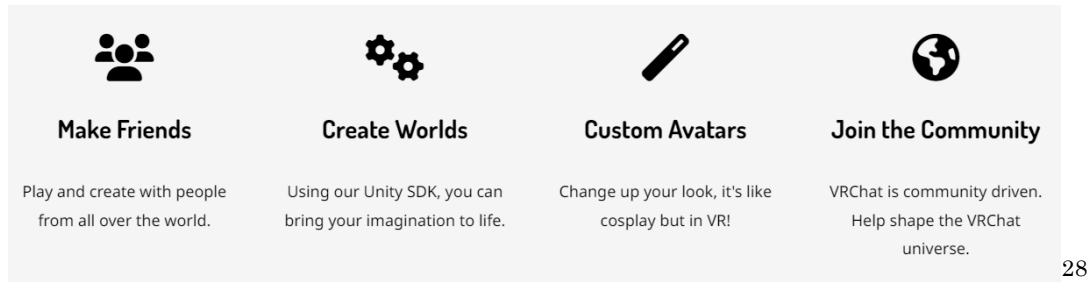 Make Friends
Play and create with people
from all over the world.
Create Worlds
Using our Unity SDK, you can
bring your imagination to life.
Custom Avatars
Change up your look, it's like
cosplay but in VR!
Join the Community
VRChat is community driven.
Help shape the VRChat
universe.
28